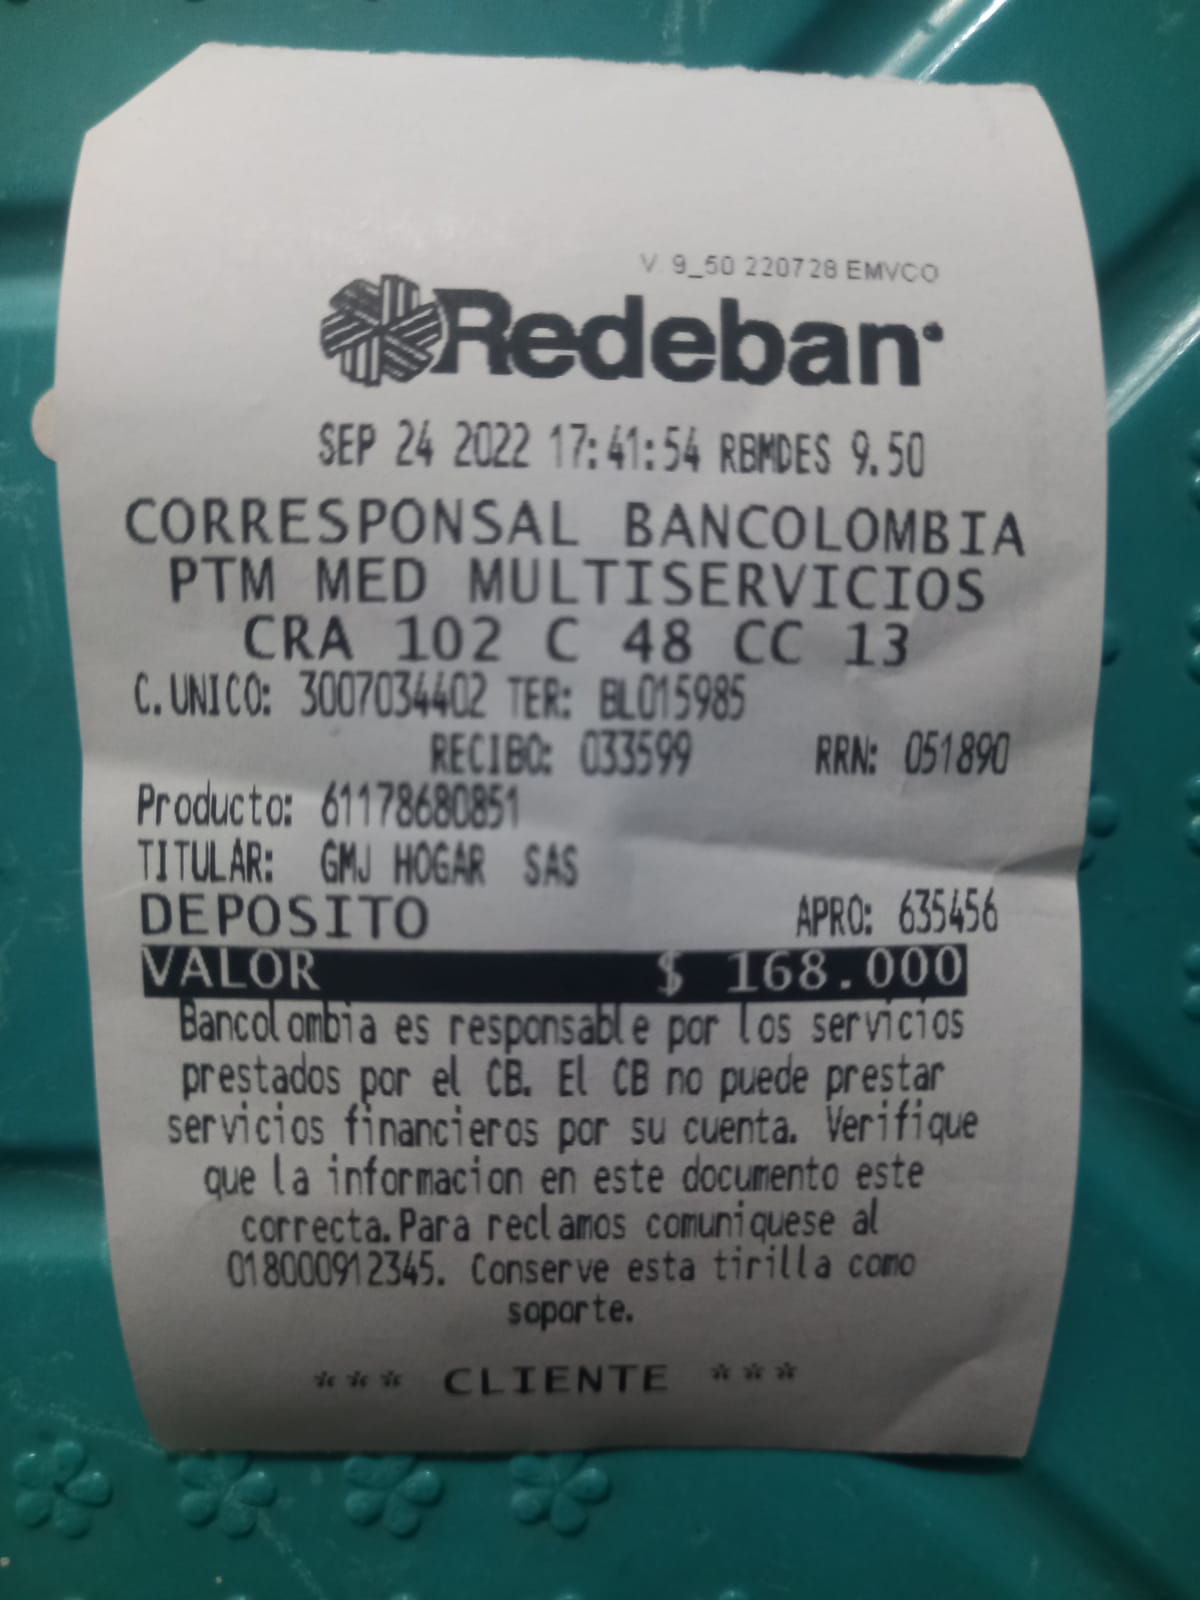 V. 9_50 220728 EMVCO
Redeban
SEP 24 2022 17:41:54 RBMDES 9.50
CORRESPONSAL BANCOLOMBIA
PTM MED MULTISERVICIOS
CRA 102 C 48 CC 13
C.UNICO: 3007034402 TER: BL015985
RECIBO: 033599 RRN: 051890
Producto: 61178680851
TITULAR: GMJ HOGAR SAS
DEPOSITO APRO: 635456
VALOR $ 168.000
Bancolombia es responsable por los servicios
prestados por el CB. El CB no puede prestar
servicios financieros por su cuenta. Verifique
que la informacion en este documento este
correcta.Para reclamos comuniquese al
018000912345. Conserve esta tirilla como
soporte.
*** CLIENTE ***